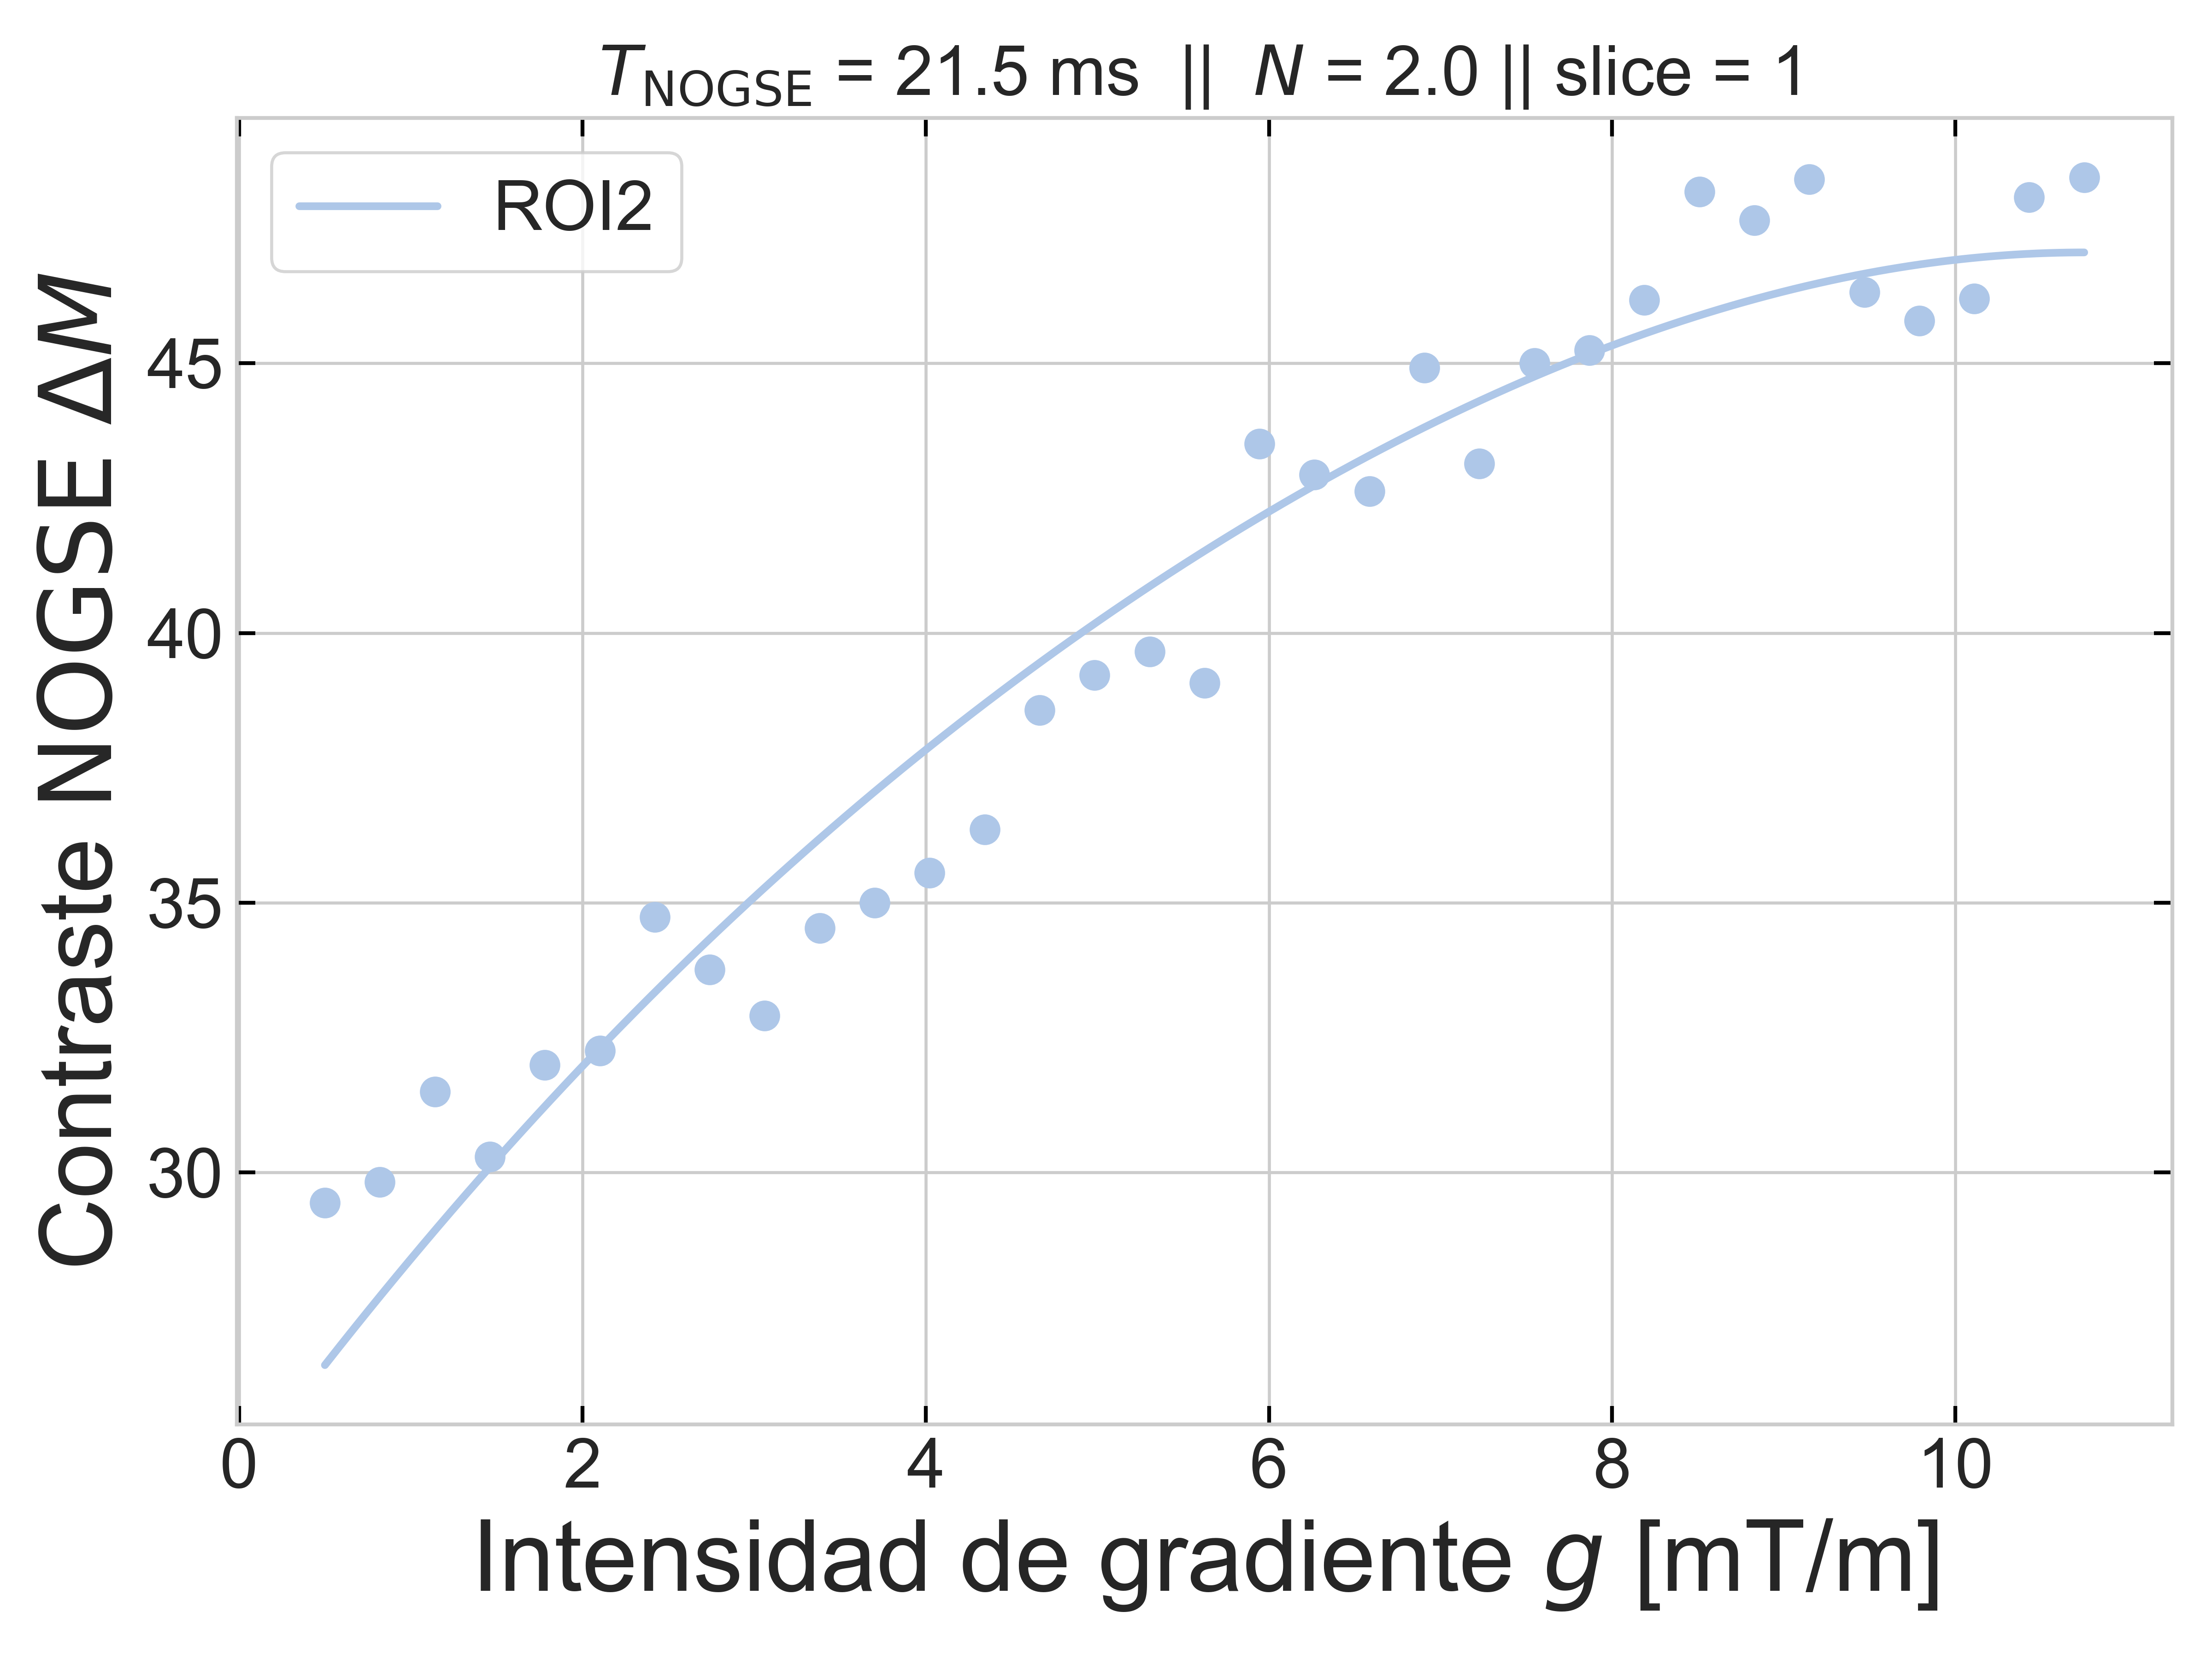 T_NOGSE = 21.5 ms || N = 2.0 || slice = 1
ROI2
Contraste NOGSE ΔM
45
40
35
30
0 2 4 6 8 10
Intensidad de gradiente g [mT/m]